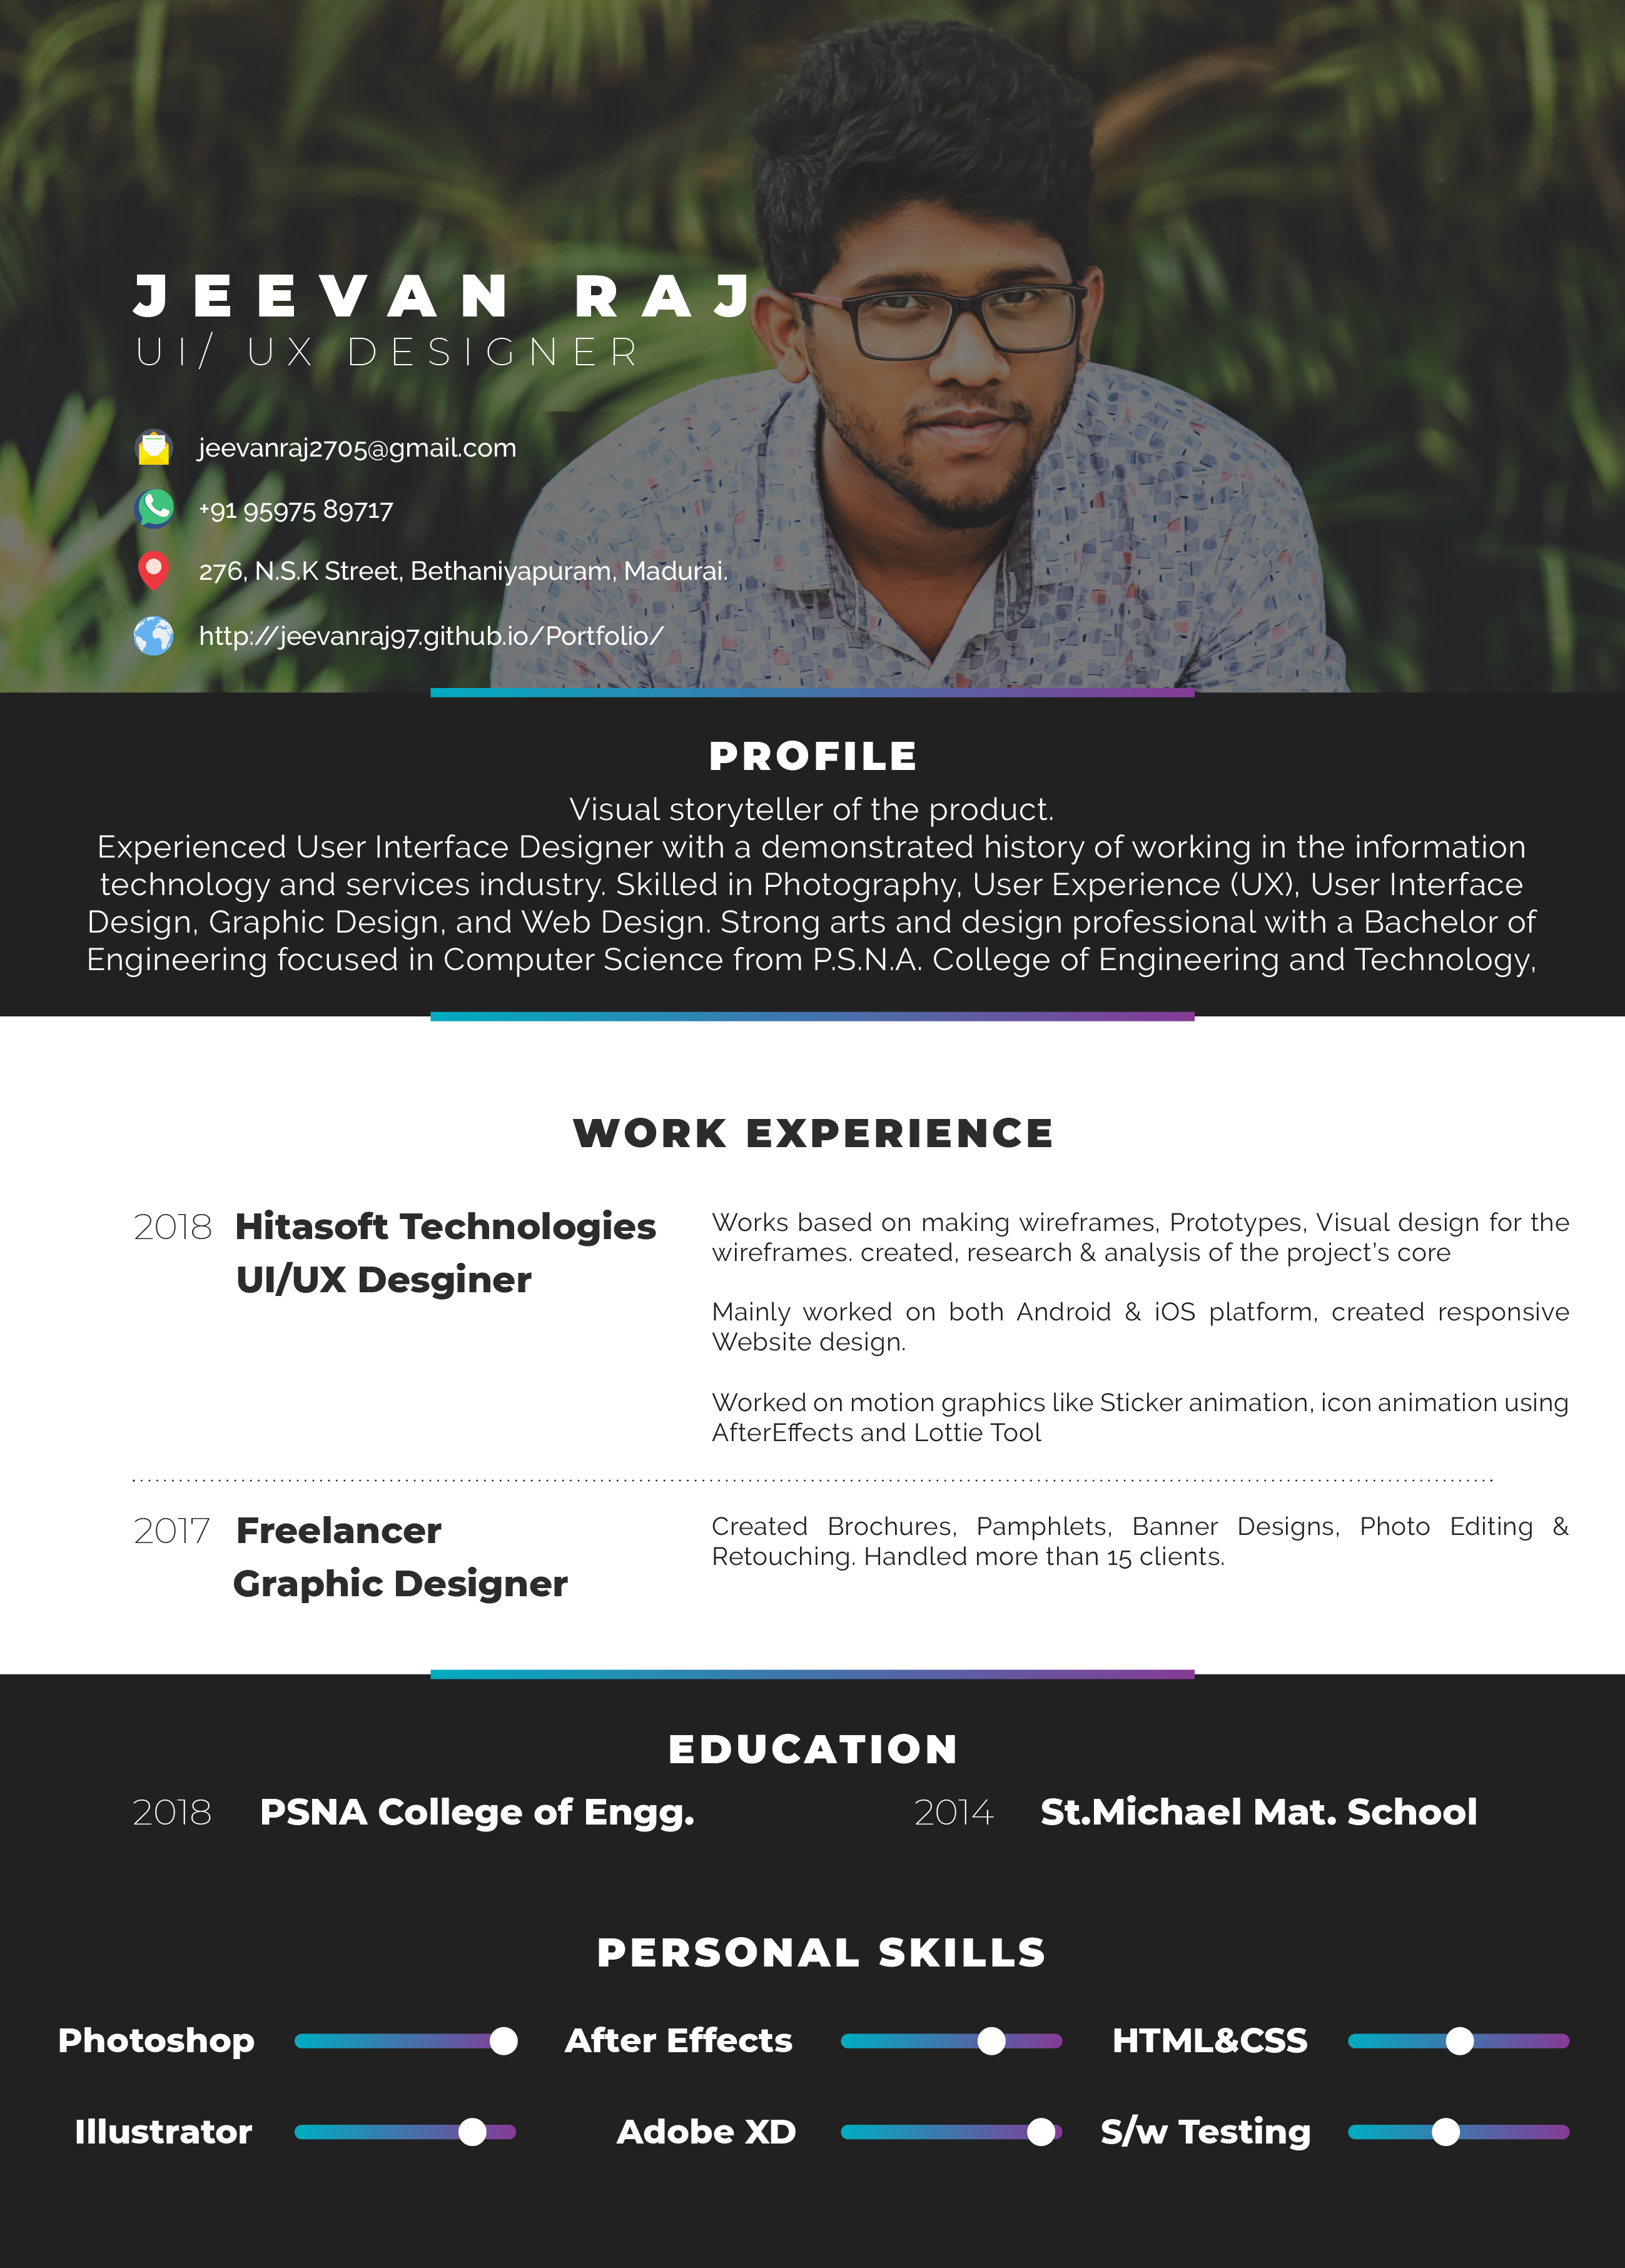 JEEVAN RAJ
UI/ UX DESIGNER
jeevanraj2705@gmail.com
+91 95975 89717
276, N.S.K Street, Bethaniyapuram, Madurai.
http://jeevanraj97.github.io/Portfolio/
PROFILE
Visual storyteller of the product.
Experienced User Interface Designer with a demonstrated history of working in the information
technology and services industry. Skilled in Photography, User Experience (UX), User Interface
Design, Graphic Design, and Web Design. Strong arts and design professional with a Bachelor of
Engineering focused in Computer Science from P.S.N.A. College of Engineering and Technology,
WORK EXPERIENCE
2018 Hitasoft Technologies
UI/UX Desginer
Works based on making wireframes, Prototypes, Visual design for the
wireframes. created, research & analysis of the project's core
Mainly worked on both Android & iOS platform, created responsive
Website design.
Worked on motion graphics like Sticker animation, icon animation using
AfterEffects and Lottie Tool
2017 Freelancer
Graphic Designer
Created Brochures, Pamphlets, Banner Designs, Photo Editing &
Retouching. Handled more than 15 clients.
EDUCATION
2018 PSNA College of Engg.
2014 St.Michael Mat. School
PERSONAL SKILLS
Photoshop
After Effects
HTML&CSS
Illustrator
Adobe XD
S/w Testing